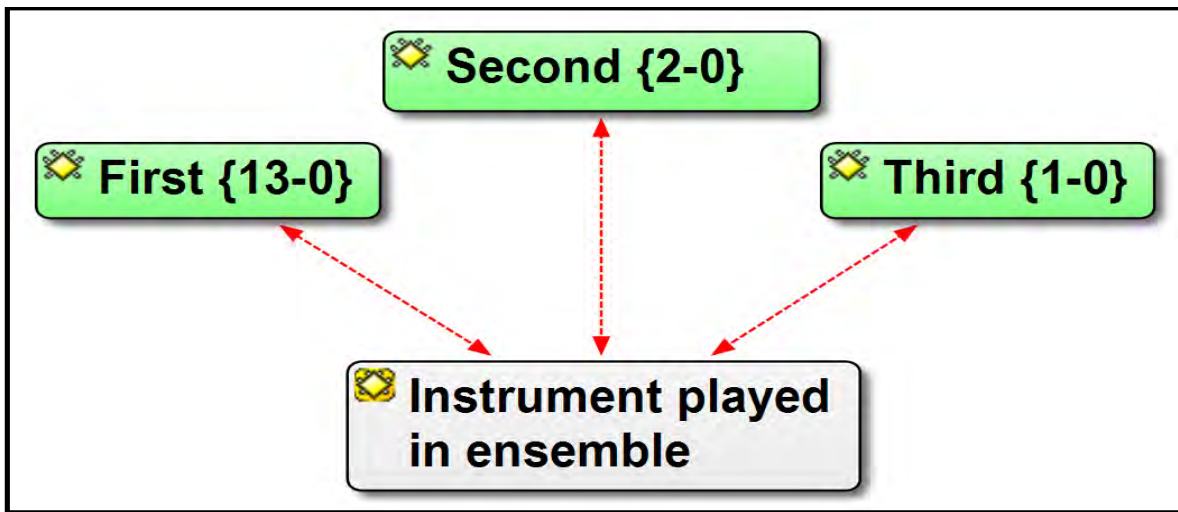 Second {2-0}
First {13-0}
Third {1-0}
Instrument played
in ensemble